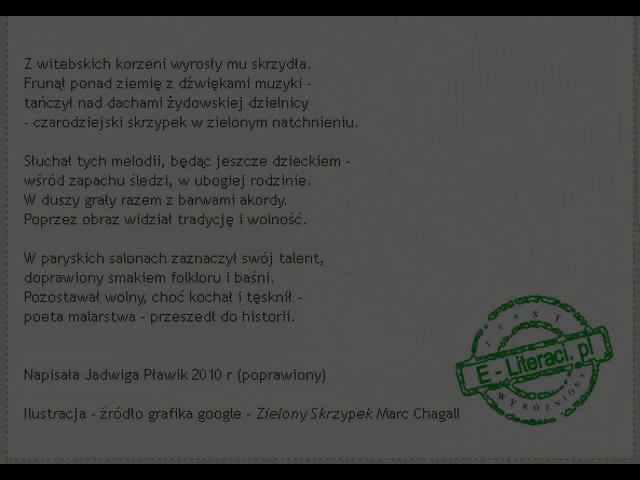 Z witebskich korzeni wyrosły mu skrzydła.
Frunął ponad ziemię z dźwiękami muzyki -
tańczył nad dachami żydowskiej dzielnicy
- czarodziejski skrzypek w zielonym natchnieniu.
Słuchał tych melodii, będąc jeszcze dzieckiem -
wśród zapachu śledzi, w ubogiej rodzinie.
W duszy grały razem z barwami akordy.
Poprzez obraz widział tradycję i wolność.
W paryskich salonach zaznaczył swój talent,
doprawiony smakiem folkloru i baśni.
Pozostawał wolny, choć kochał i tęsknił -
poeta malarstwa - przeszedł do historii.
Napisała Jadwiga Pławik 2010 r (poprawiony)
Ilustracja - źródło grafika google - Zielony Skrzypek Marc Chagall
TEKST
E - Literaci. pl
WYRÓŻNIONY